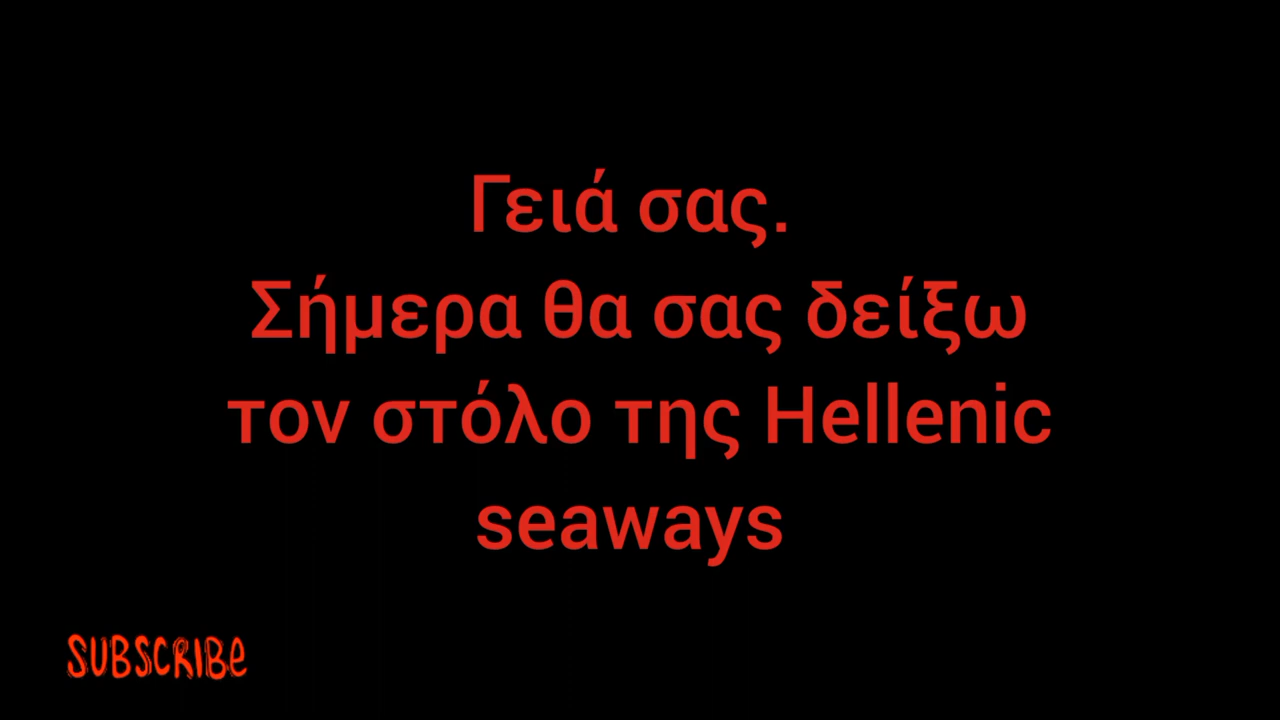 Γειά σας.
Σήμερα θα σας δείξω
τον στόλο της Hellenic
seaways
SUBSCRIBe